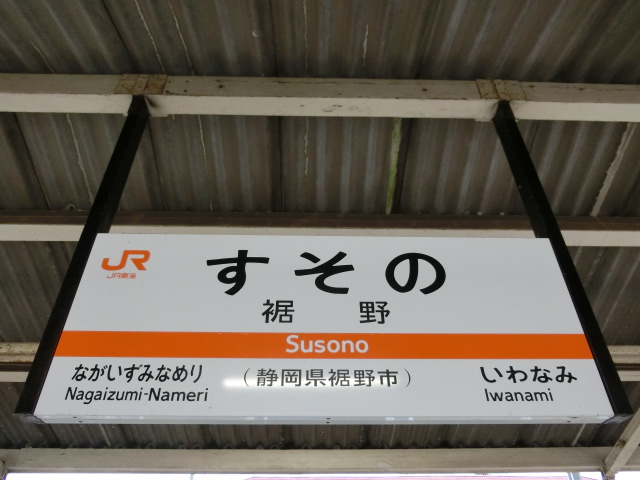 JR
JR東海
すその
裾野
Susono
ながいずみなめり
Nagaizumi-Nameri
(静岡県裾野市)
いわなみ
Iwanami